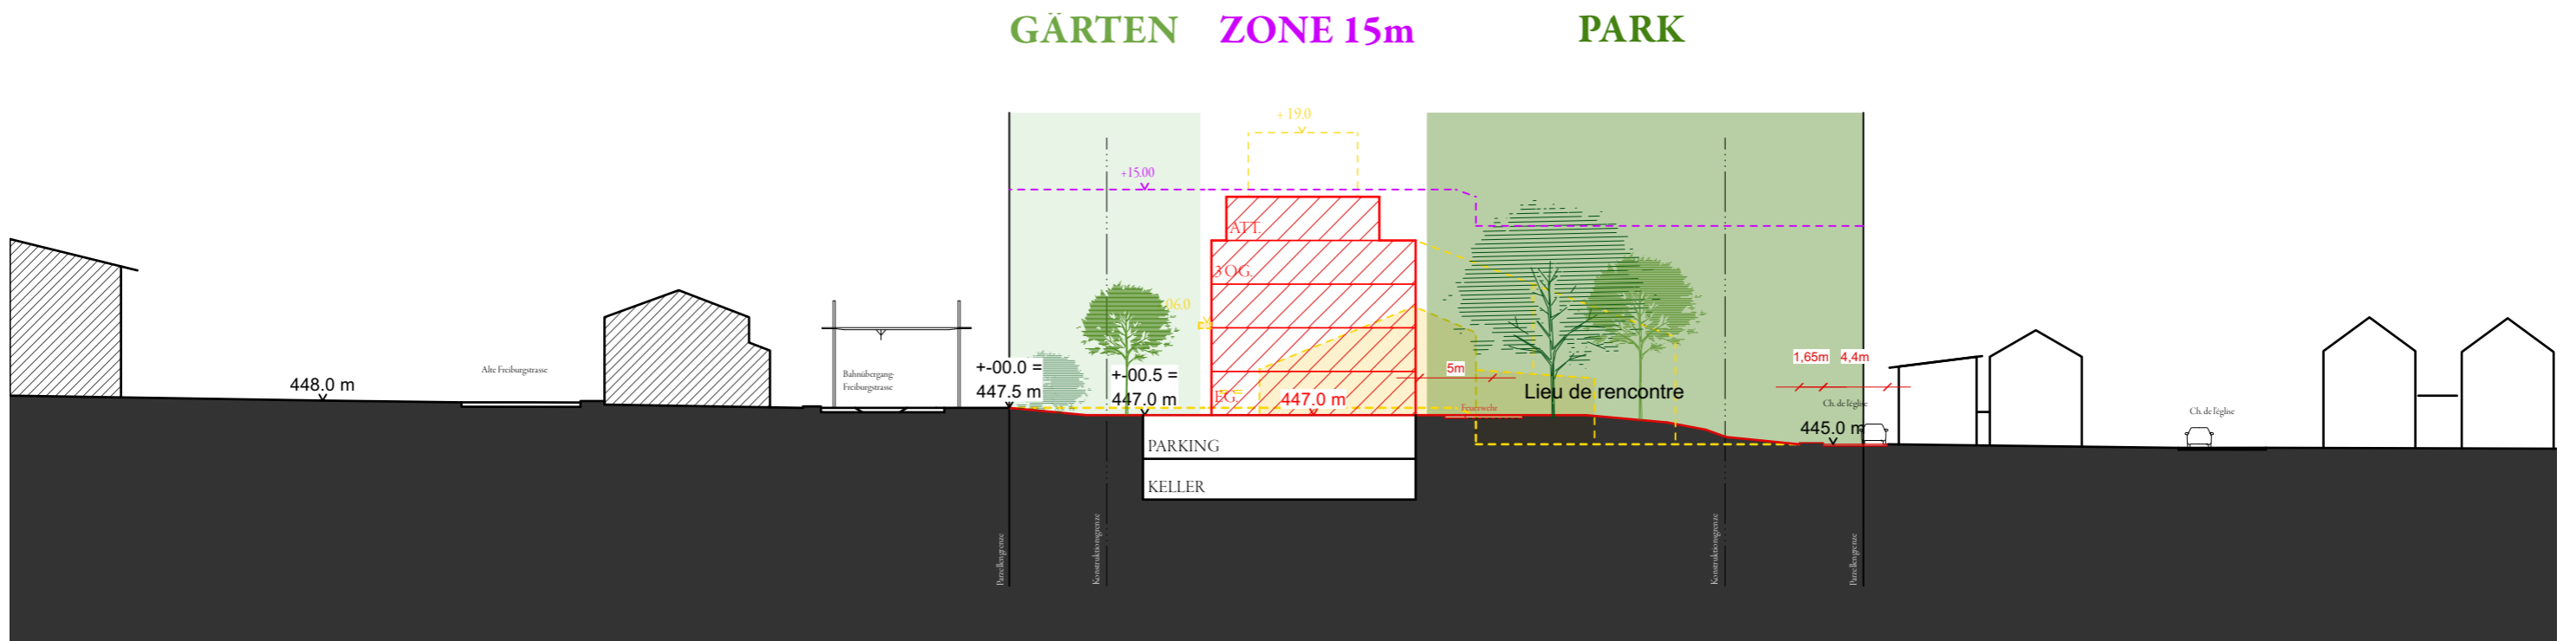 GÄRTEN ZONE 15m PARK
+ 19.0
+15.00
ATT.
3 OG.
06.0
Alte Freiburgstrasse
448.0 m
Bahnübergang-
Freiburgstrasse
+-00.0 =
447.5 m
+-00.5 =
447.0 m
EG.
447.0 m
5m
Feuerwehr
Lieu de rencontre
1,65m 4,4m
Ch. de l'église
445.0 m
Ch. de l'église
PARKING
KELLER
Parzellengrenze
Konstruktionsgrenze
Konstruktionsgrenze
Parzellengrenze